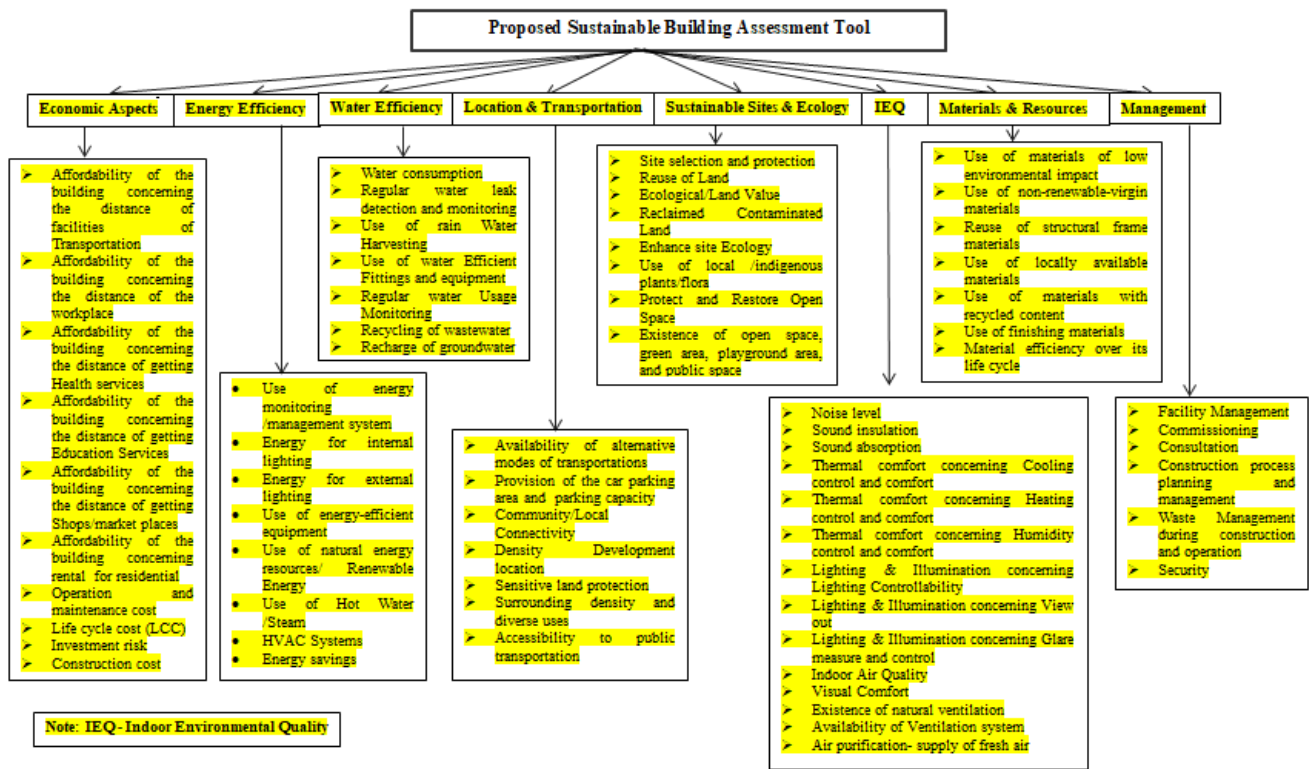 Proposed Sustainable Building Assessment Tool
Economic Aspects
Energy Efficiency
Water Efficiency
Location & Transportation
Sustainable Sites & Ecology
IEQ
Materials & Resources
Management
➤ Affordability of the
building concerning
the distance of
facilities of
Transportation
➤ Affordability of the
building concerning
the distance of the
workplace
➤ Affordability of the
building concerning
the distance of getting
Health services
➤ Affordability of the
building concerning
the distance of getting
Education Services
➤ Affordability of the
building concerning
the distance of getting
Shops/market places
➤ Affordability of the
building concerning
rental for residential
➤ Operation and
maintenance cost
➤ Life cycle cost (LCC)
➤ Investment risk
➤ Construction cost
● Use of energy
monitoring
/management system
● Energy for internal
lighting
● Energy for external
lighting
● Use of energy-efficient
equipment
● Use of natural energy
resources/ Renewable
Energy
● Use of Hot Water
/Steam
● HVAC Systems
● Energy savings
➤ Water consumption
➤ Regular water leak
detection and monitoring
➤ Use of rain Water
Harvesting
➤ Use of water Efficient
Fittings and equipment
➤ Regular water Usage
Monitoring
➤ Recycling of wastewater
➤ Recharge of groundwater
➤ Availability of alternative
modes of transportations
➤ Provision of the car parking
area and parking capacity
➤ Community/Local
Connectivity
➤ Density Development
location
➤ Sensitive land protection
➤ Surrounding density and
diverse uses
➤ Accessibility to public
transportation
➤ Site selection and protection
➤ Reuse of Land
➤ Ecological/Land Value
➤ Reclaimed Contaminated
Land
➤ Enhance site Ecology
➤ Use of local /indigenous
plants/flora
➤ Protect and Restore Open
Space
➤ Existence of open space,
green area, playground area,
and public space
➤ Noise level
➤ Sound insulation
➤ Sound absorption
➤ Thermal comfort concerning Cooling
control and comfort
➤ Thermal comfort concerning Heating
control and comfort
➤ Thermal comfort concerning Humidity
control and comfort
➤ Lighting & Illumination concerning
Lighting Controllability
➤ Lighting & Illumination concerning View
out
➤ Lighting & Illumination concerning Glare
measure and control
➤ Indoor Air Quality
➤ Visual Comfort
➤ Existence of natural ventilation
➤ Availability of Ventilation system
➤ Air purification- supply of fresh air
➤ Use of materials of low
environmental impact
➤ Use of non-renewable-virgin
materials
➤ Reuse of structural frame
materials
➤ Use of locally available
materials
➤ Use of materials with
recycled content
➤ Use of finishing materials
➤ Material efficiency over its
life cycle
➤ Facility Management
➤ Commissioning
➤ Consultation
➤ Construction process
planning and
management
➤ Waste Management
during construction
and operation
➤ Security
Note: IEQ - Indoor Environmental Quality